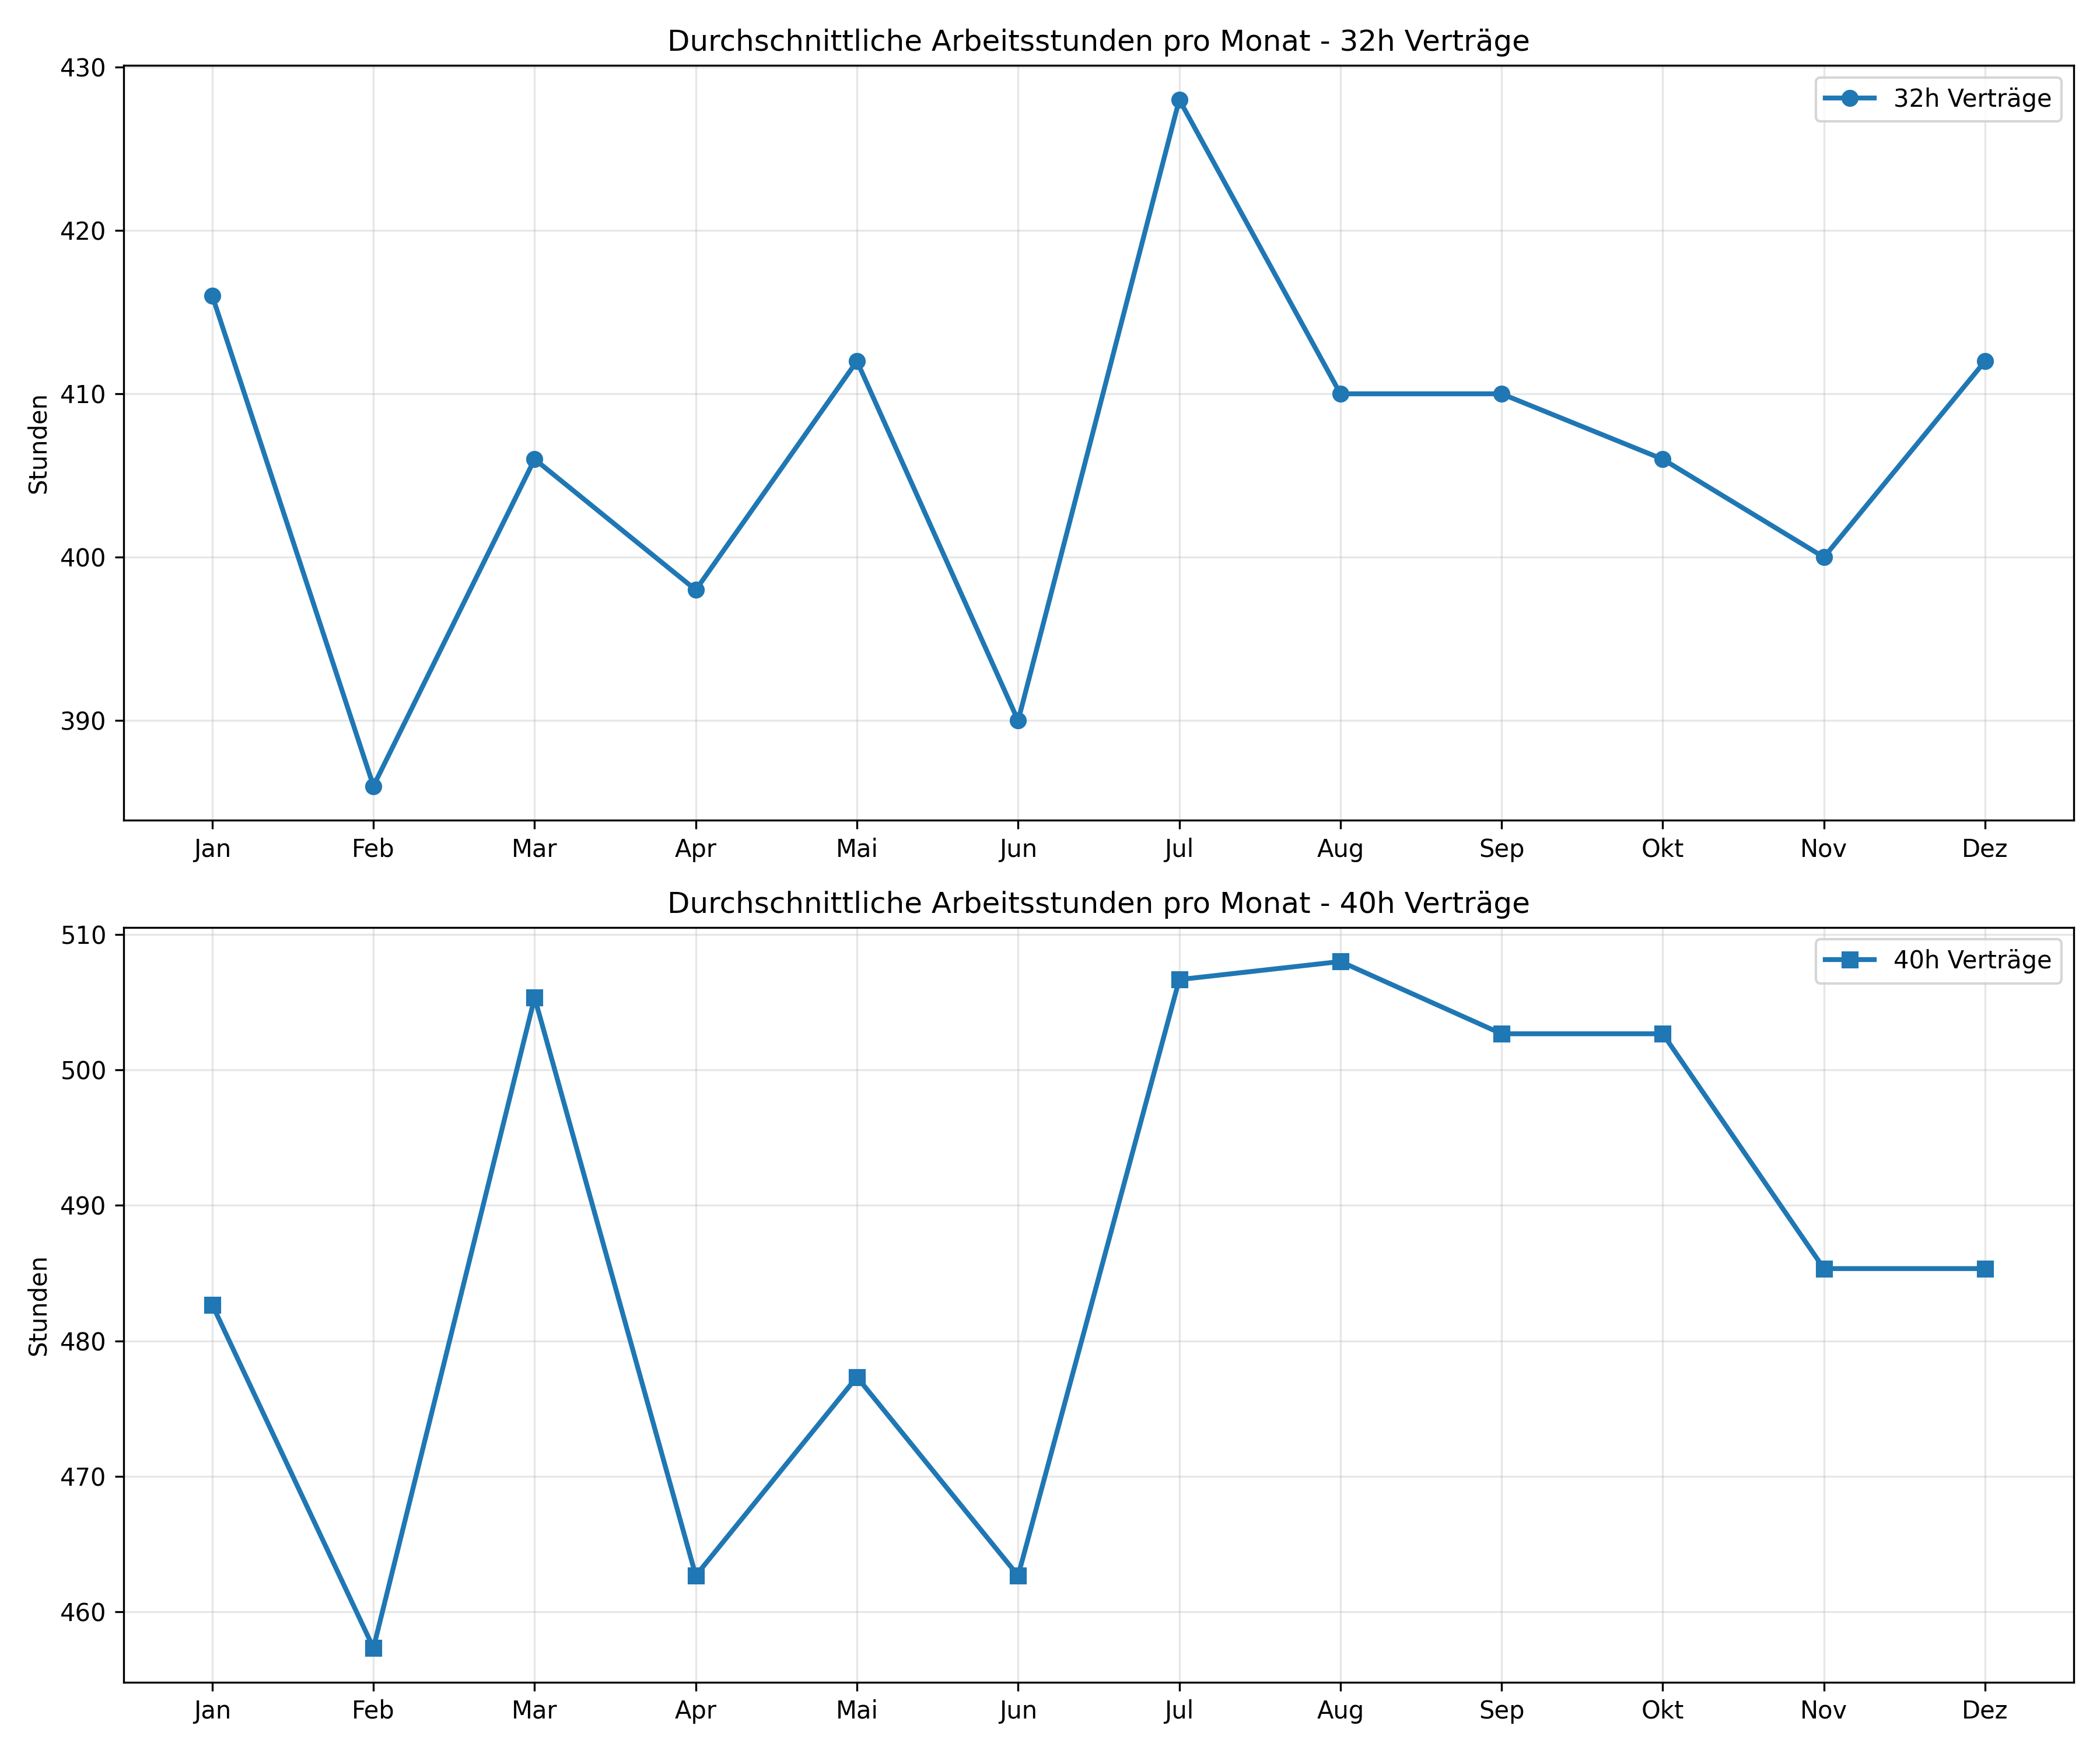 Durchschnittliche Arbeitsstunden pro Monat - 32h Verträge
430
420
410
400
390
Stunden
32h Verträge
Jan Feb Mar Apr Mai Jun Jul Aug Sep Okt Nov Dez
Durchschnittliche Arbeitsstunden pro Monat - 40h Verträge
510
500
490
480
470
460
Stunden
40h Verträge
Jan Feb Mar Apr Mai Jun Jul Aug Sep Okt Nov Dez